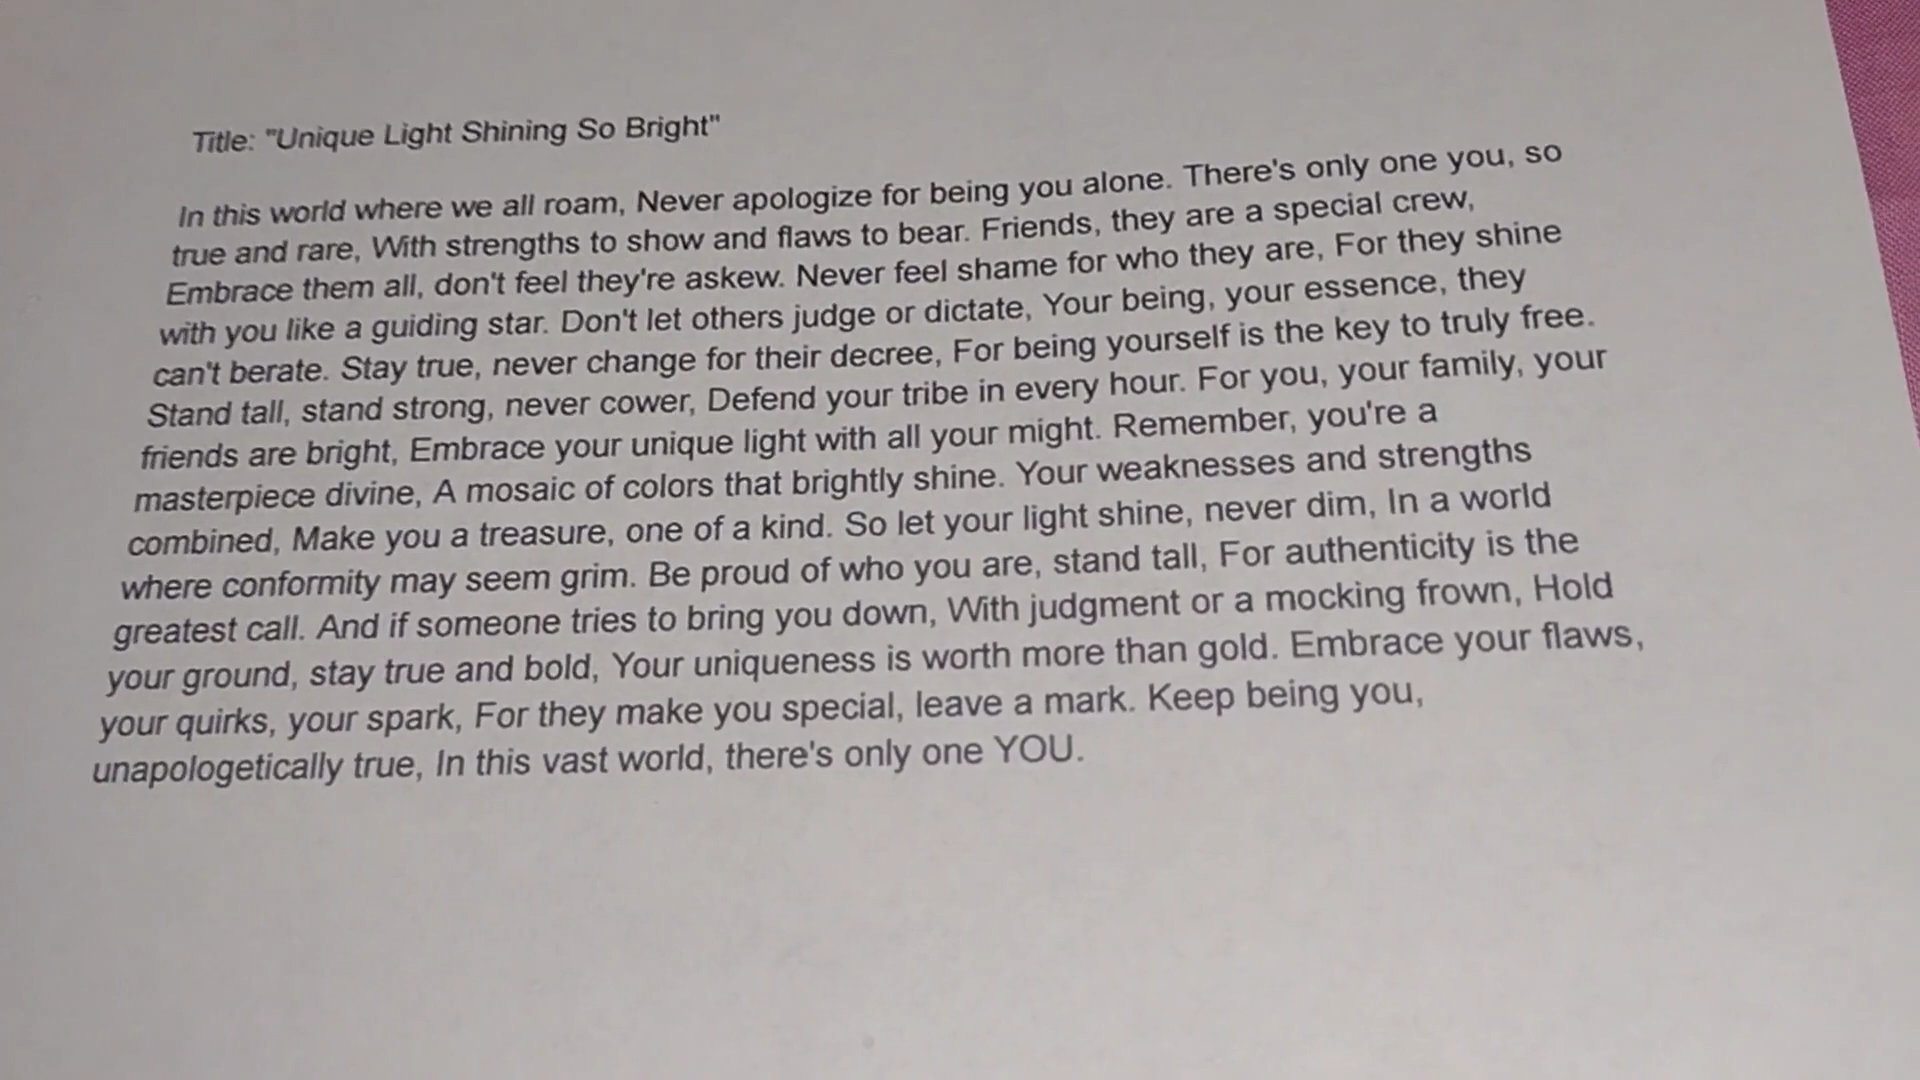 Title: "Unique Light Shining So Bright"
In this world where we all roam, Never apologize for being you alone. There's only one you, so
true and rare, With strengths to show and flaws to bear. Friends, they are a special crew,
Embrace them all, don't feel they're askew. Never feel shame for who they are, For they shine
with you like a guiding star. Don't let others judge or dictate, Your being, your essence, they
can't berate. Stay true, never change for their decree, For being yourself is the key to truly free.
Stand tall, stand strong, never cower, Defend your tribe in every hour. For you, your family, your
friends are bright, Embrace your unique light with all your might. Remember, you're a
masterpiece divine, A mosaic of colors that brightly shine. Your weaknesses and strengths
combined, Make you a treasure, one of a kind. So let your light shine, never dim, In a world
where conformity may seem grim. Be proud of who you are, stand tall, For authenticity is the
greatest call. And if someone tries to bring you down, With judgment or a mocking frown, Hold
your ground, stay true and bold, Your uniqueness is worth more than gold. Embrace your flaws,
your quirks, your spark, For they make you special, leave a mark. Keep being you,
unapologetically true, In this vast world, there's only one YOU.